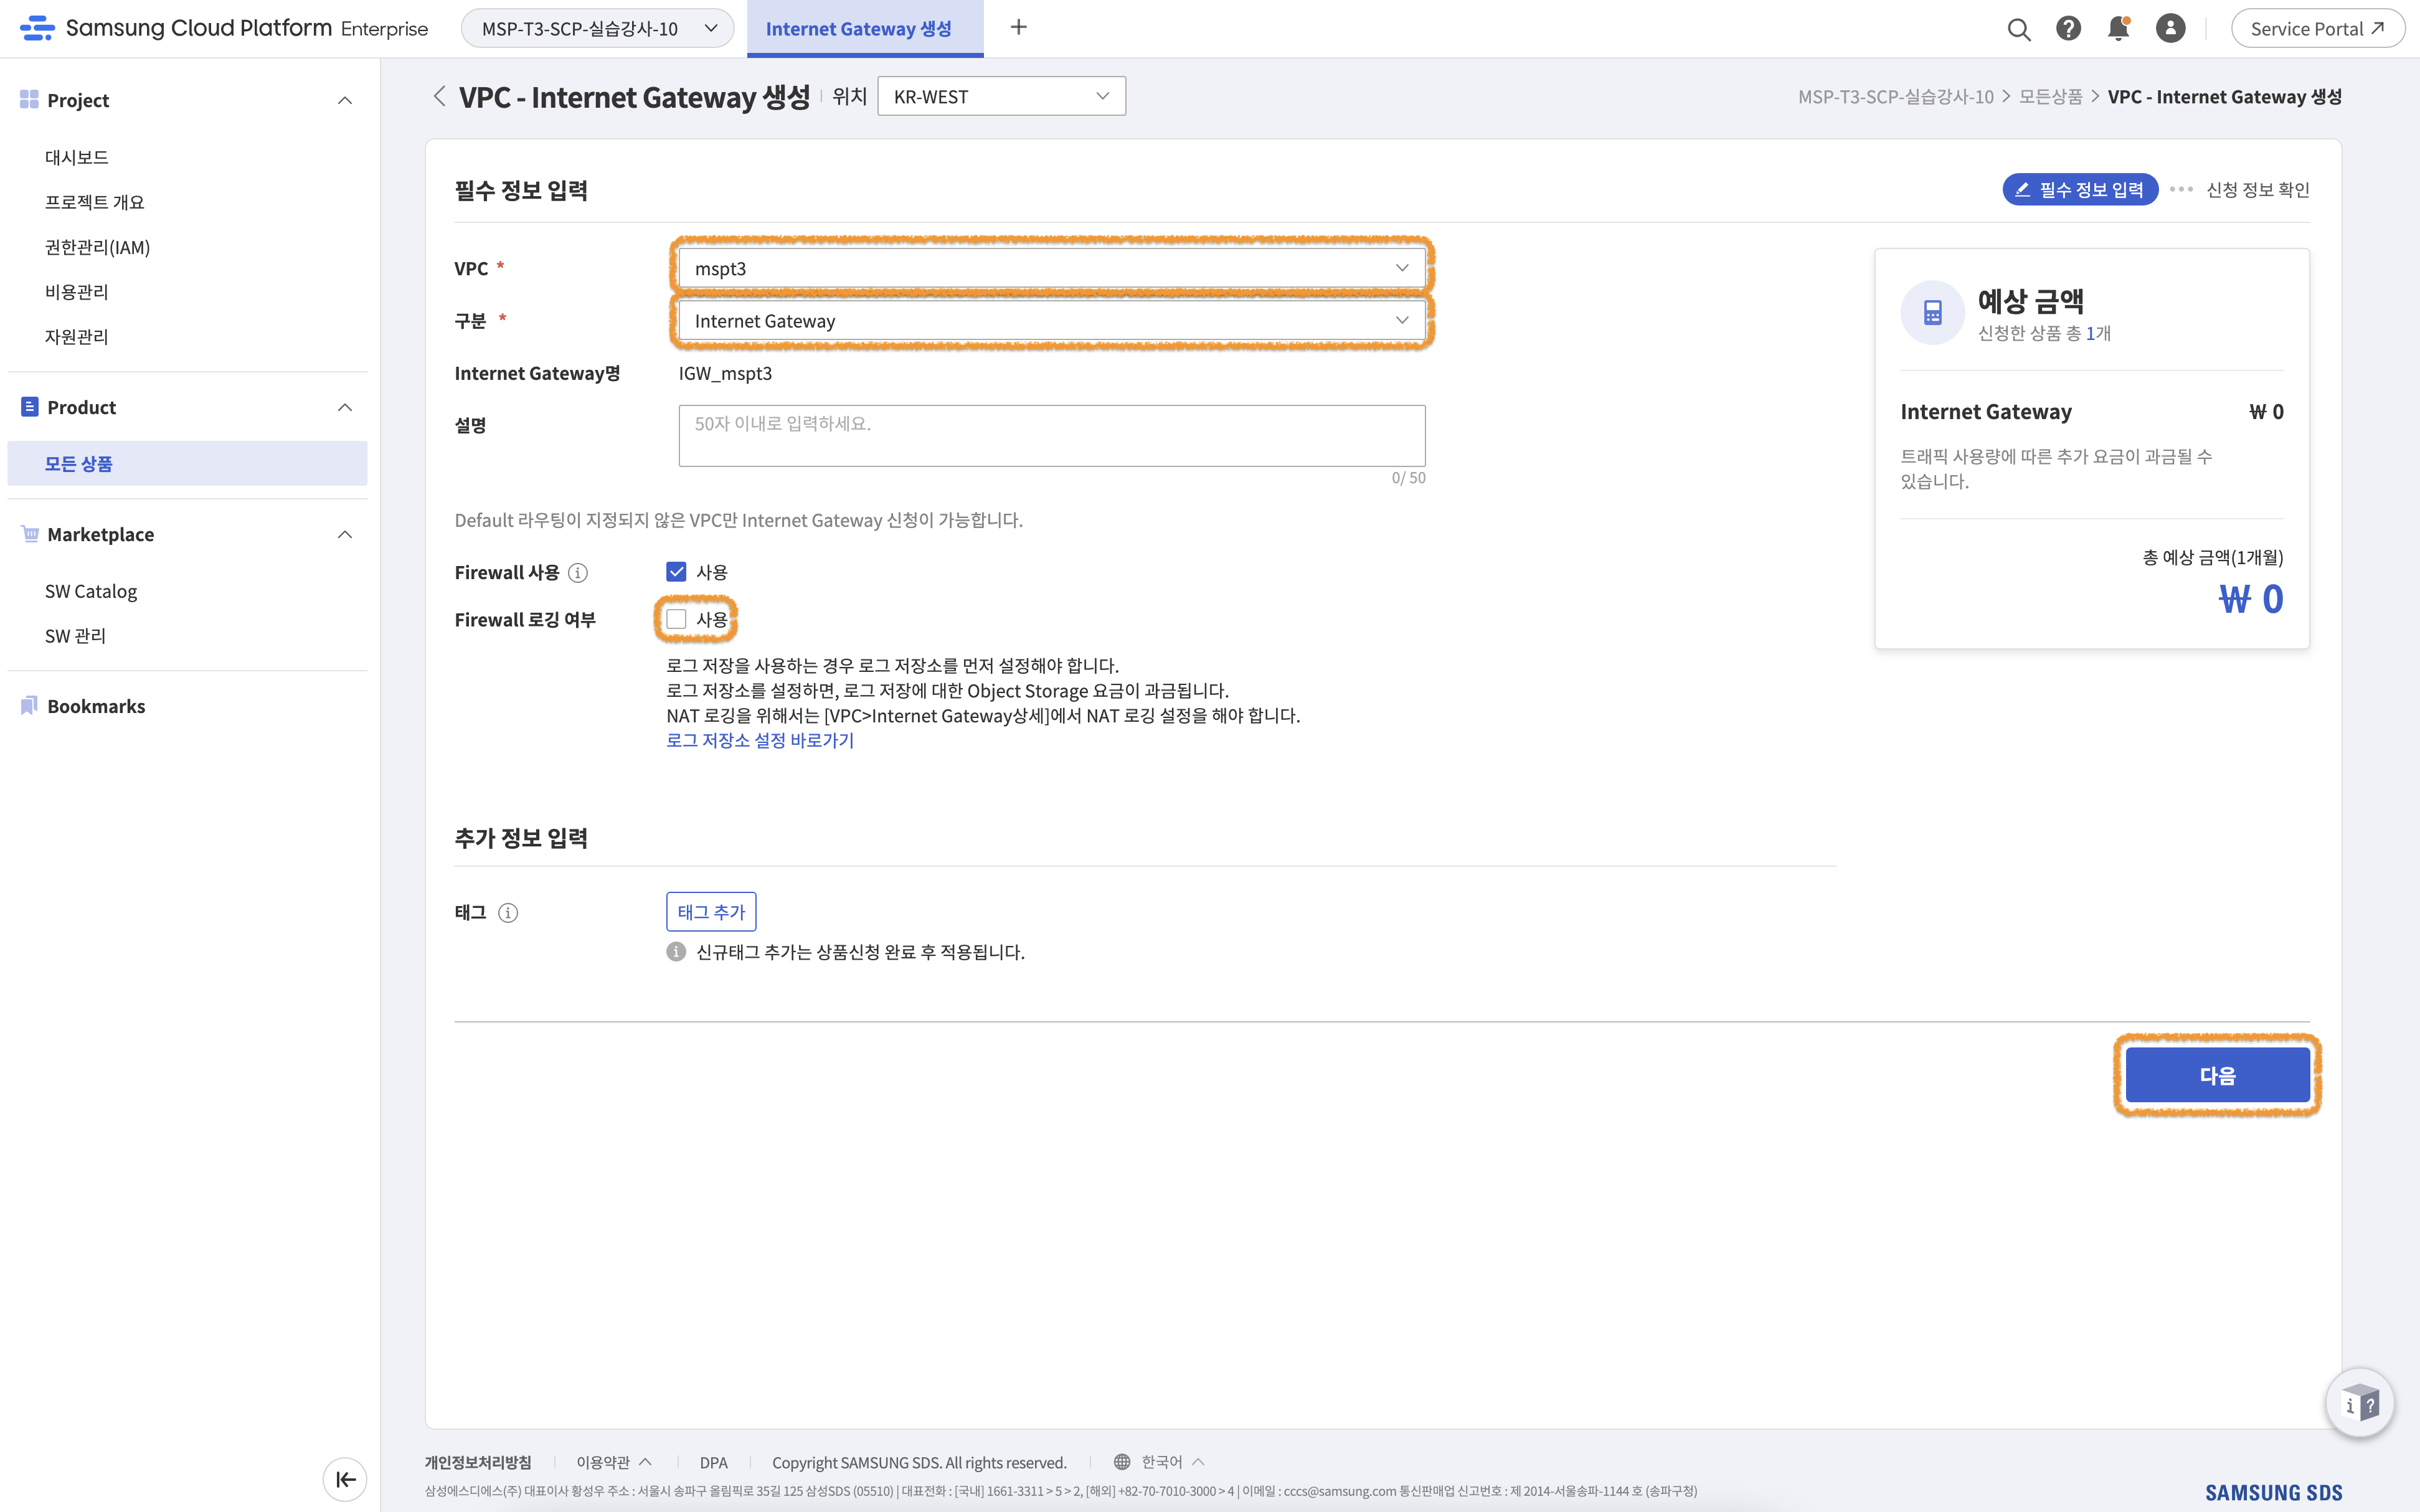 Samsung Cloud Platform Enterprise
MSP-T3-SCP-실습강사-10
Internet Gateway 생성
Service Portal
Project
대시보드
프로젝트 개요
권한관리(IAM)
비용관리
자원관리
Product
모든 상품
Marketplace
SW Catalog
SW 관리
Bookmarks
VPC - Internet Gateway 생성
위치
KR-WEST
MSP-T3-SCP-실습강사-10 > 모든상품 > VPC - Internet Gateway 생성
필수 정보 입력
필수 정보 입력 ••• 신청 정보 확인
VPC *
mspt3
구분 *
Internet Gateway
Internet Gateway명
IGW_mspt3
설명
50자 이내로 입력하세요.
0/ 50
Default 라우팅이 지정되지 않은 VPC만 Internet Gateway 신청이 가능합니다.
Firewall 사용
사용
Firewall 로깅 여부
사용
로그 저장을 사용하는 경우 로그 저장소를 먼저 설정해야 합니다.
로그 저장소를 설정하면, 로그 저장에 대한 Object Storage 요금이 과금됩니다.
NAT 로깅을 위해서는 [VPC>Internet Gateway상세]에서 NAT 로깅 설정을 해야 합니다.
로그 저장소 설정 바로가기
예상 금액
신청한 상품 총 1개
Internet Gateway ₩ 0
트래픽 사용량에 따른 추가 요금이 과금될 수
있습니다.
총 예상 금액(1개월)
₩ 0
추가 정보 입력
태그
태그 추가
신규태그 추가는 상품신청 완료 후 적용됩니다.
다음
개인정보처리방침
이용약관
DPA
Copyright SAMSUNG SDS. All rights reserved.
한국어
삼성에스디에스(주) 대표이사 황성우 주소 : 서울시 송파구 올림픽로 35길 125 삼성SDS (05510) | 대표전화 : [국내] 1661-3311 > 5 > 2, [해외] +82-70-7010-3000 > 4 | 이메일 : cccs@samsung.com 통신판매업 신고번호 : 제 2014-서울송파-1144 호 (송파구청)
SAMSUNG SDS